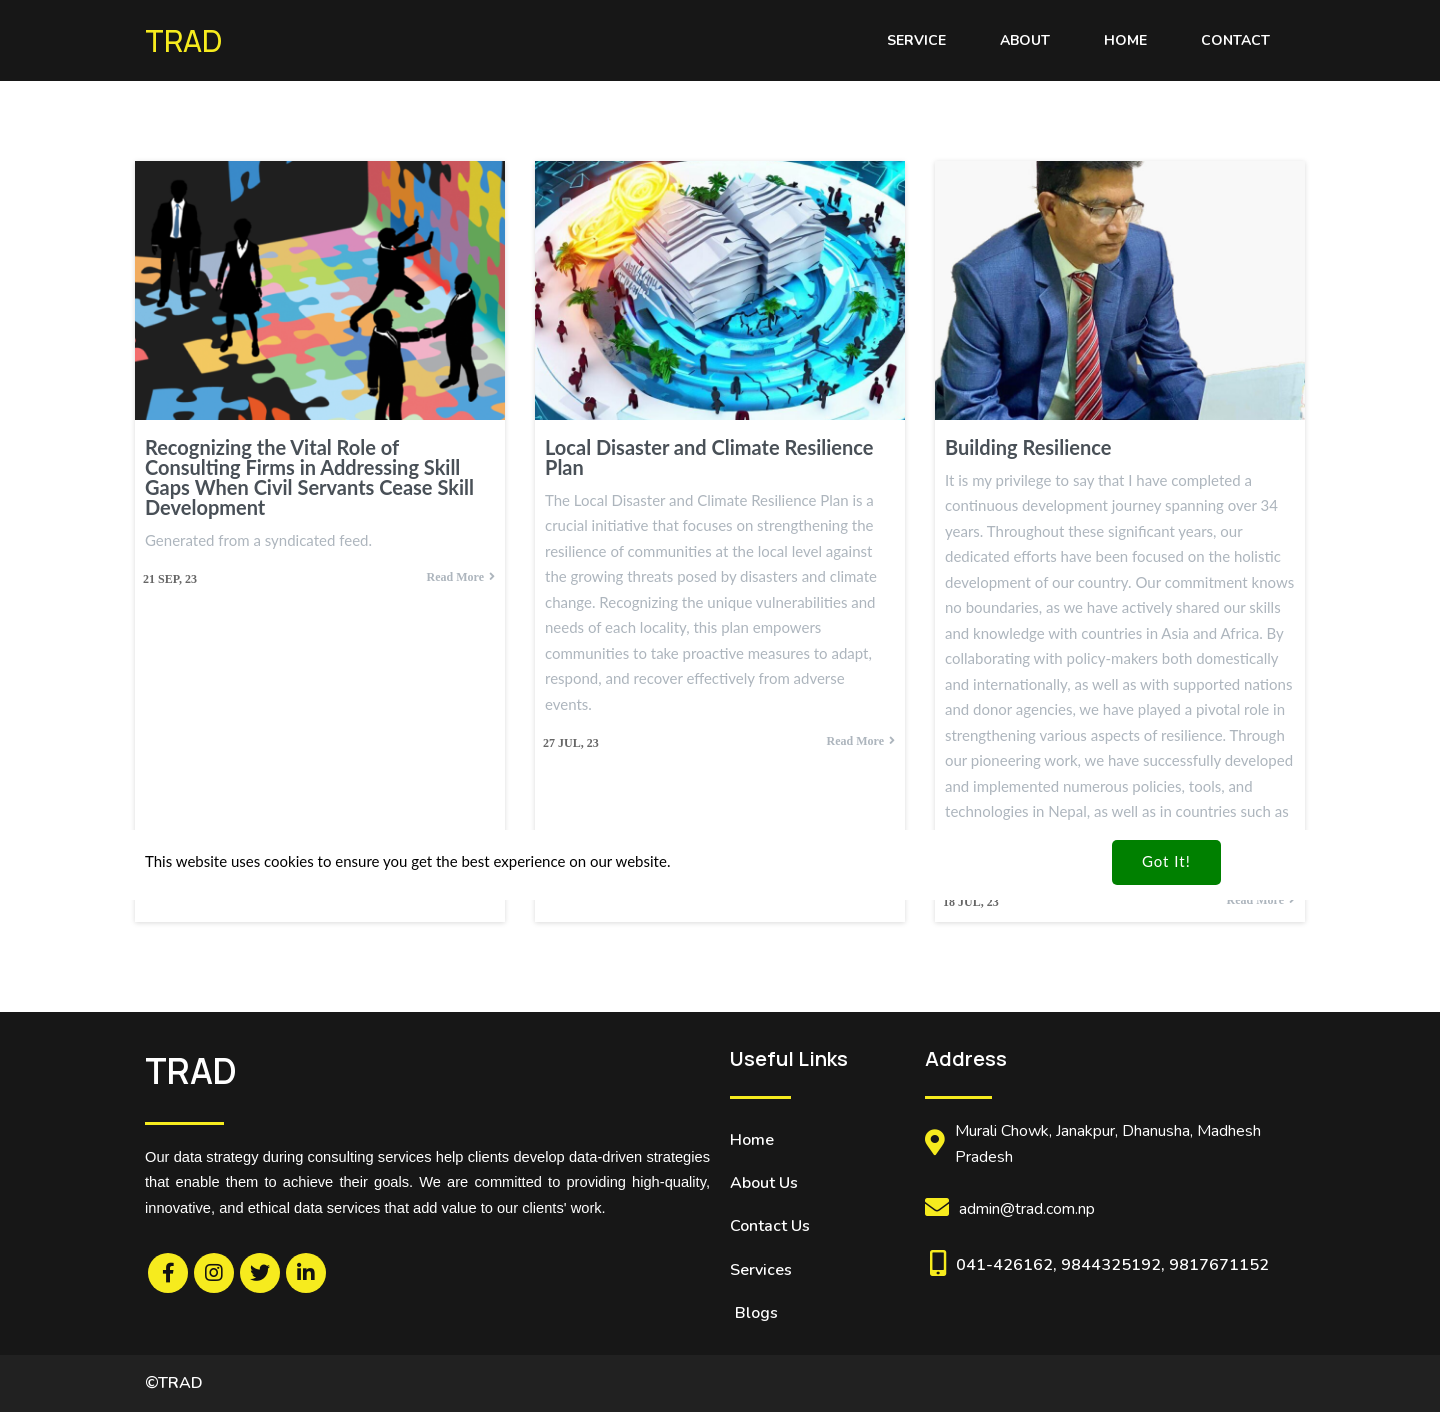 TRAD
SERVICE
ABOUT
HOME
CONTACT
Recognizing the Vital Role of
Consulting Firms in Addressing Skill
Gaps When Civil Servants Cease Skill
Development
Generated from a syndicated feed.
21 SEP, 23
Read More
Local Disaster and Climate Resilience
Plan
The Local Disaster and Climate Resilience Plan is a
crucial initiative that focuses on strengthening the
resilience of communities at the local level against
the growing threats posed by disasters and climate
change. Recognizing the unique vulnerabilities and
needs of each locality, this plan empowers
communities to take proactive measures to adapt,
respond, and recover effectively from adverse
events.
27 JUL, 23
Read More
Building Resilience
It is my privilege to say that I have completed a
continuous development journey spanning over 34
years. Throughout these significant years, our
dedicated efforts have been focused on the holistic
development of our country. Our commitment knows
no boundaries, as we have actively shared our skills
and knowledge with countries in Asia and Africa. By
collaborating with policy-makers both domestically
and internationally, as well as with supported nations
and donor agencies, we have played a pivotal role in
strengthening various aspects of resilience. Through
our pioneering work, we have successfully developed
and implemented numerous policies, tools, and
technologies in Nepal, as well as in countries such as
18 JUL, 23
Read More
This website uses cookies to ensure you get the best experience on our website.
Got It!
TRAD
Our data strategy during consulting services help clients develop data-driven strategies
that enable them to achieve their goals. We are committed to providing high-quality,
innovative, and ethical data services that add value to our clients' work.
Useful Links
Home
About Us
Contact Us
Services
Blogs
Address
Murali Chowk, Janakpur, Dhanusha, Madhesh
Pradesh
admin@trad.com.np
041-426162, 9844325192, 9817671152
©TRAD